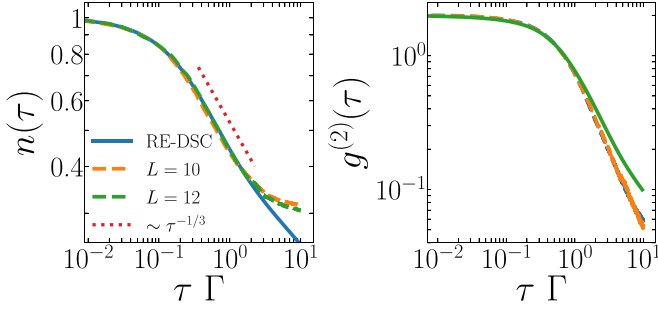 1
0.8
0.6
0.4
n(τ)
RE-DSC
L = 10
L = 12
∼ τ^{-1/3}
10^{-2} 10^{-1} 10^{0} 10^{1}
τ Γ
10^{0}
10^{-1}
g^{(2)}(τ)
10^{-2} 10^{-1} 10^{0} 10^{1}
τ Γ